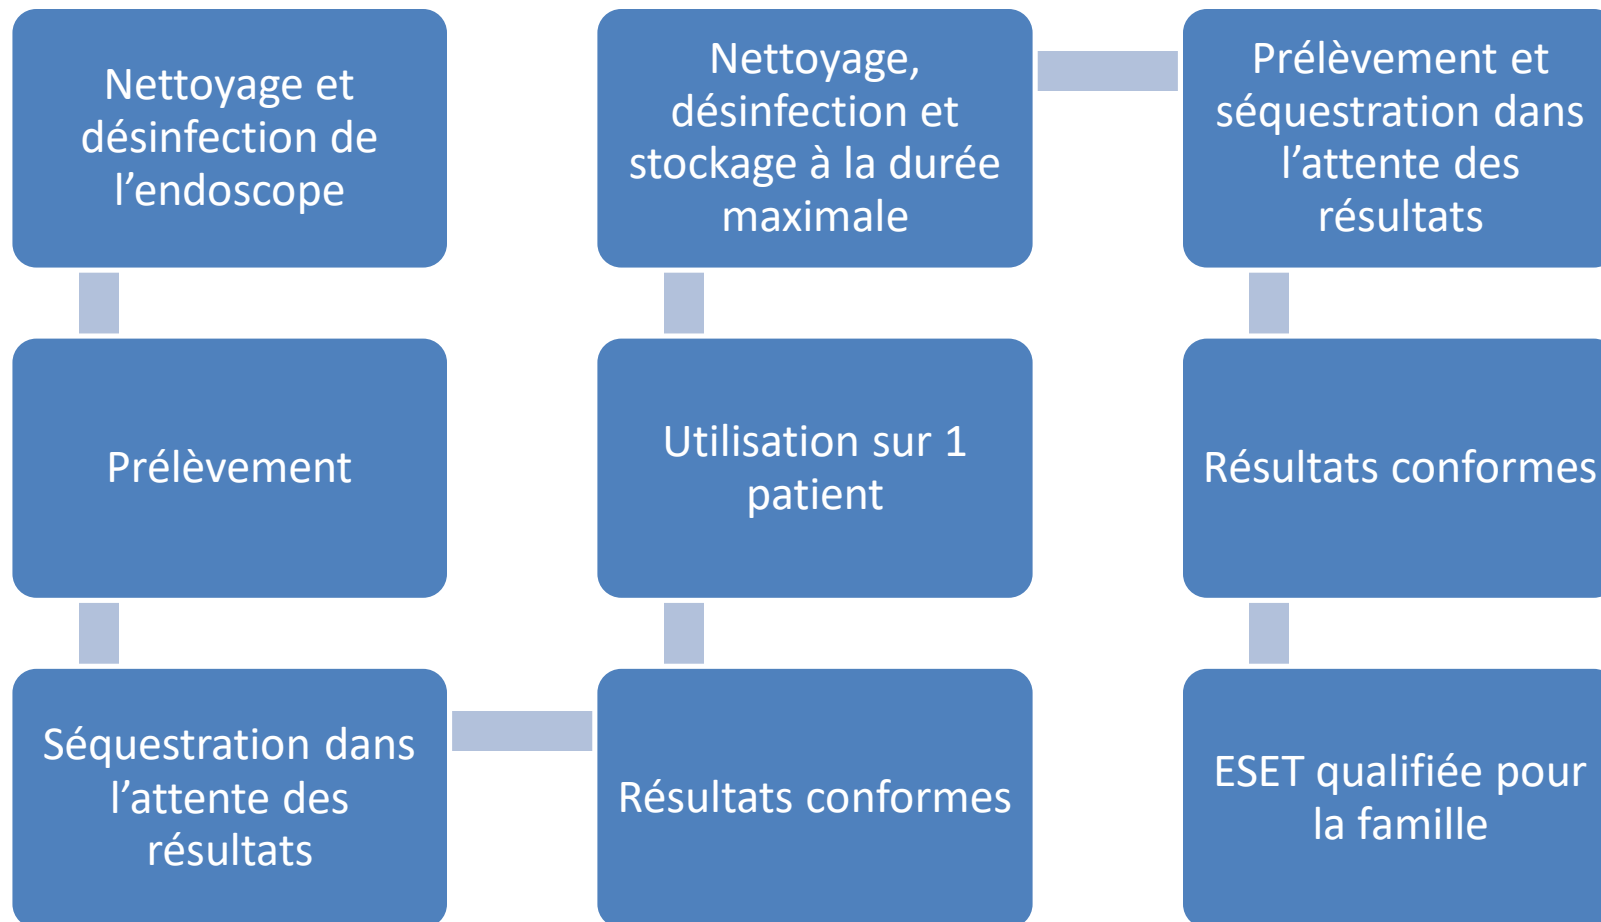 Nettoyage et
désinfection de
l’endoscope
Prélèvement
Séquestration dans
l’attente des
résultats
Résultats conformes
Utilisation sur 1
patient
Nettoyage,
désinfection et
stockage à la durée
maximale
Prélèvement et
séquestration dans
l’attente des
résultats
Résultats conformes
ESET qualifiée pour
la famille